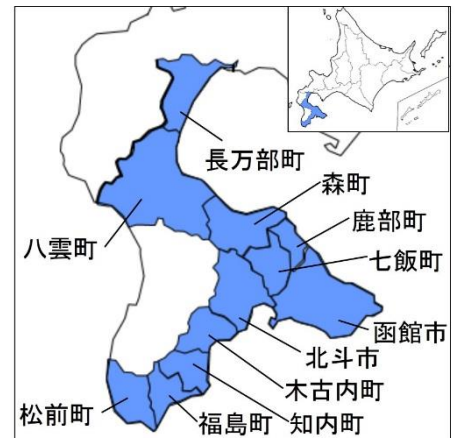 長万部町
森町
鹿部町
八雲町
七飯町
函館市
北斗市
木古内町
松前町
福島町
知内町